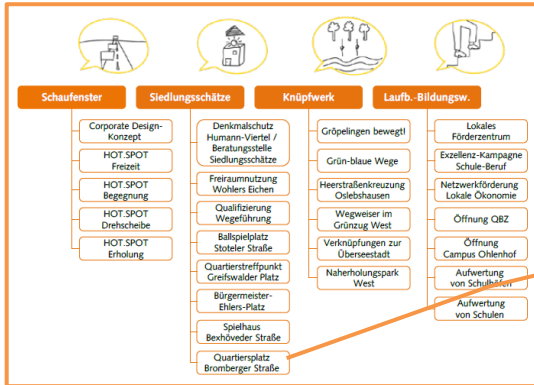 Schaufenster
Corporate Design-
Konzept
HOT.SPOT
Freizeit
HOT.SPOT
Begegnung
HOT.SPOT
Drehscheibe
HOT.SPOT
Erholung
Siedlungsschätze
Denkmalschutz
Humann-Viertel /
Beratungsstelle
Siedlungsschätze
Freiraumnutzung
Wohlers Eichen
Qualifizierung
Wegeführung
Ballspielplatz
Stoteler Straße
Quartierstreffpunkt
Greifswalder Platz
Bürgermeister-
Ehlers-Platz
Spielhaus
Bexhöveder Straße
Quartiersplatz
Bromberger Straße
Knüpfwerk
Gröpelingen bewegt!
Grün-blaue Wege
Heerstraßenkreuzung
Oslebshausen
Wegweiser im
Grünzug West
Verknüpfungen zur
Überseestadt
Naherholungspark
West
Laufb.-Bildungsw.
Lokales
Förderzentrum
Exzellenz-Kampagne
Schule-Beruf
Netzwerkförderung
Lokale Ökonomie
Öffnung QBZ
Öffnung
Campus Ohlenhof
Aufwertung
von Schulhöfen
Aufwertung
von Schulen